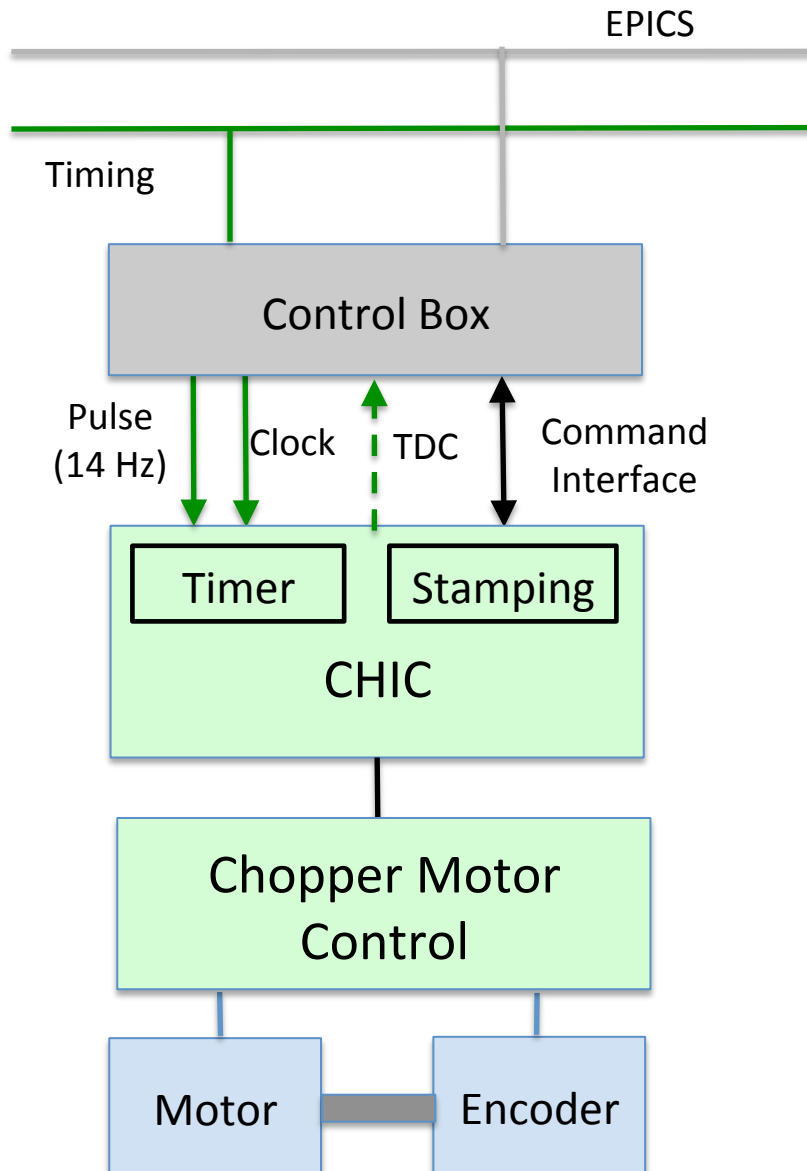 EPICS
Timing
Control Box
Pulse
(14 Hz)
Clock
TDC
Command
Interface
Timer
Stamping
CHIC
Chopper Motor
Control
Motor
Encoder